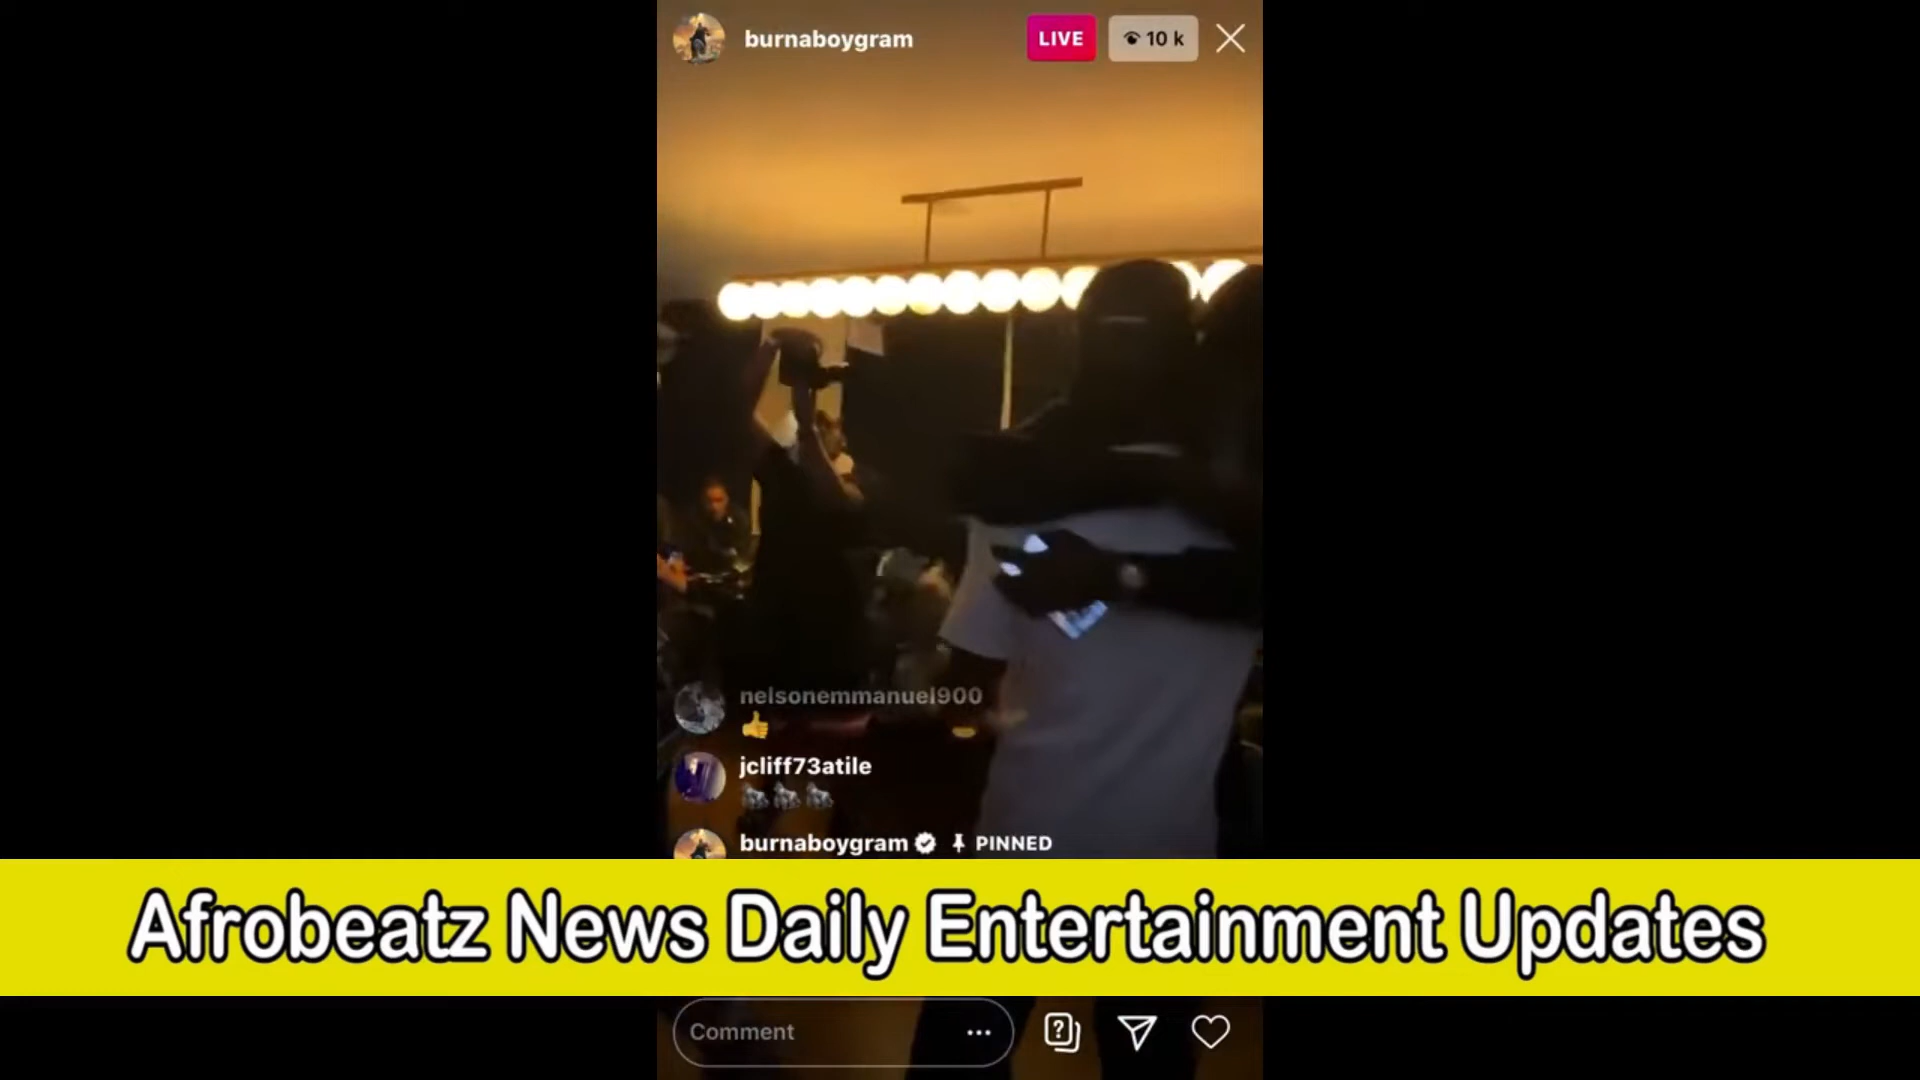 burnaboygram
LIVE
10 k
nelsonemmanuel900
👍
jcliff73atile
🦍🦍🦍
burnaboygram PINNED
Afrobeatz News Daily Entertainment Updates
Comment